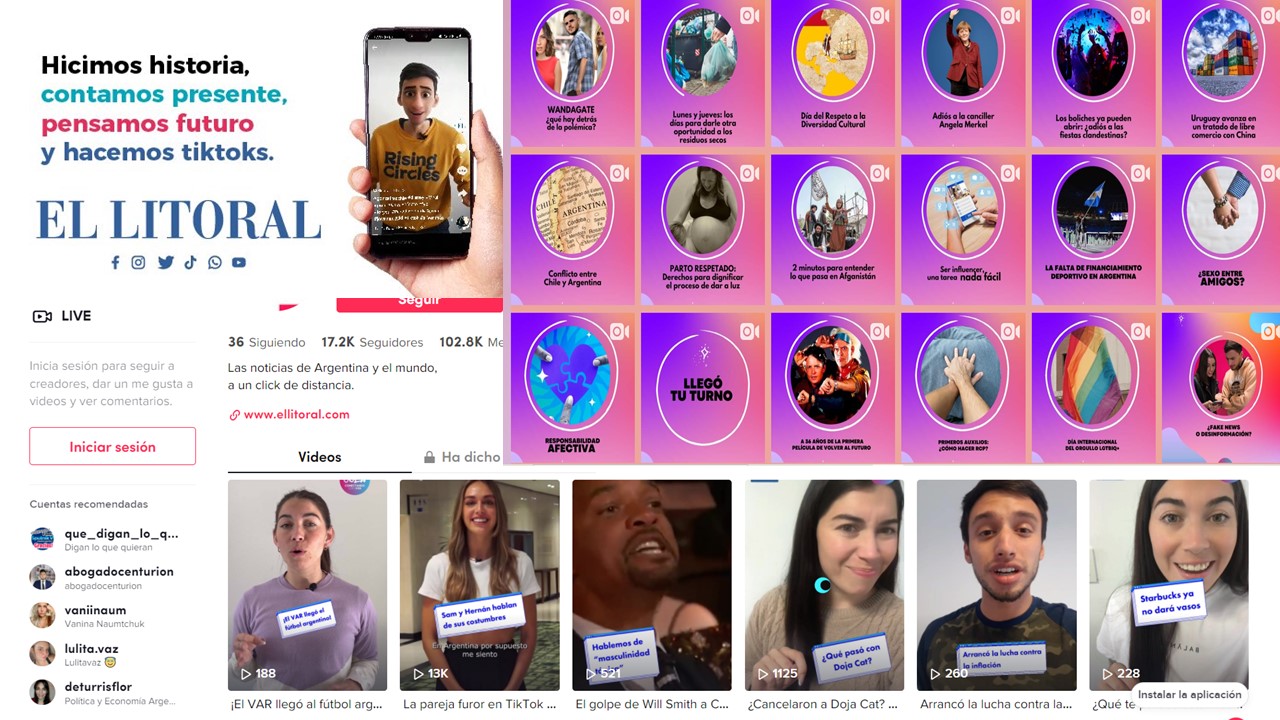 Hicimos historia,
contamos presente,
pensamos futuro
y hacemos tiktoks.
EL LITORAL
Rising
Circles
WANDAGATE
¿qué hay detrás
de la polémica?
Lunes y jueves: los
días para darle otra
oportunidad a los
residuos secos
Día del Respeto a la
Diversidad Cultural
Adiós a la canciller
Angela Merkel
Los boliches ya pueden
abrir: ¿adiós a las
fiestas clandestinas?
Uruguay avanza en
un tratado de libre
comercio con China
CHILE
ARGENTINA
Conflicto entre
Chile y Argentina
PARTO RESPETADO:
Derechos para dignificar
el proceso de dar a luz
2 minutos para entender
lo que pasa en Afganistán
Ser influencer,
una tarea nada fácil
LA FALTA DE FINANCIAMIENTO
DEPORTIVO EN ARGENTINA
¿SEXO ENTRE
AMIGOS?
RESPONSABILIDAD
AFECTIVA
LLEGÓ
TU TURNO
A 36 AÑOS DE LA PRIMERA
PELÍCULA DE VOLVER AL FUTURO
PRIMEROS AUXILIOS:
¿CÓMO HACER RCP?
DÍA INTERNACIONAL
DEL ORGULLO LGTBIQ+
¿FAKE NEWS
O DESINFORMACIÓN?
Seguir
LIVE
36 Siguiendo 17.2K Seguidores 102.8K Me
Las noticias de Argentina y el mundo,
a un click de distancia.
www.ellitoral.com
Inicia sesión para seguir a
creadores, dar un me gusta a
videos y ver comentarios.
Iniciar sesión
Videos
Ha dicho
Cuentas recomendadas
que_digan_lo_q...
Digan lo que quieran
abogadocenturion
abogadocenturion
vaniinaum
Vanina Naumtchuk
lulita.vaz
Lulitavaz
deturrisflor
Política y Economía Arge...
¡El VAR llegó al
fútbol argentino!
188
¡El VAR llegó al fútbol arg...
Sam y Hernán hablan
de sus costumbres
En Argentina por supuesto
me siento
13K
La pareja furor en TikTok ...
Hablemos de
"masculinidad
521
El golpe de Will Smith a C...
¿Qué pasó con
Doja Cat?
1125
¿Cancelaron a Doja Cat? ...
Arrancó la lucha contra
la inflación
260
Arrancó la lucha contra la...
Starbucks ya
no dará vasos
228
¿Qué te
Instalar la aplicación